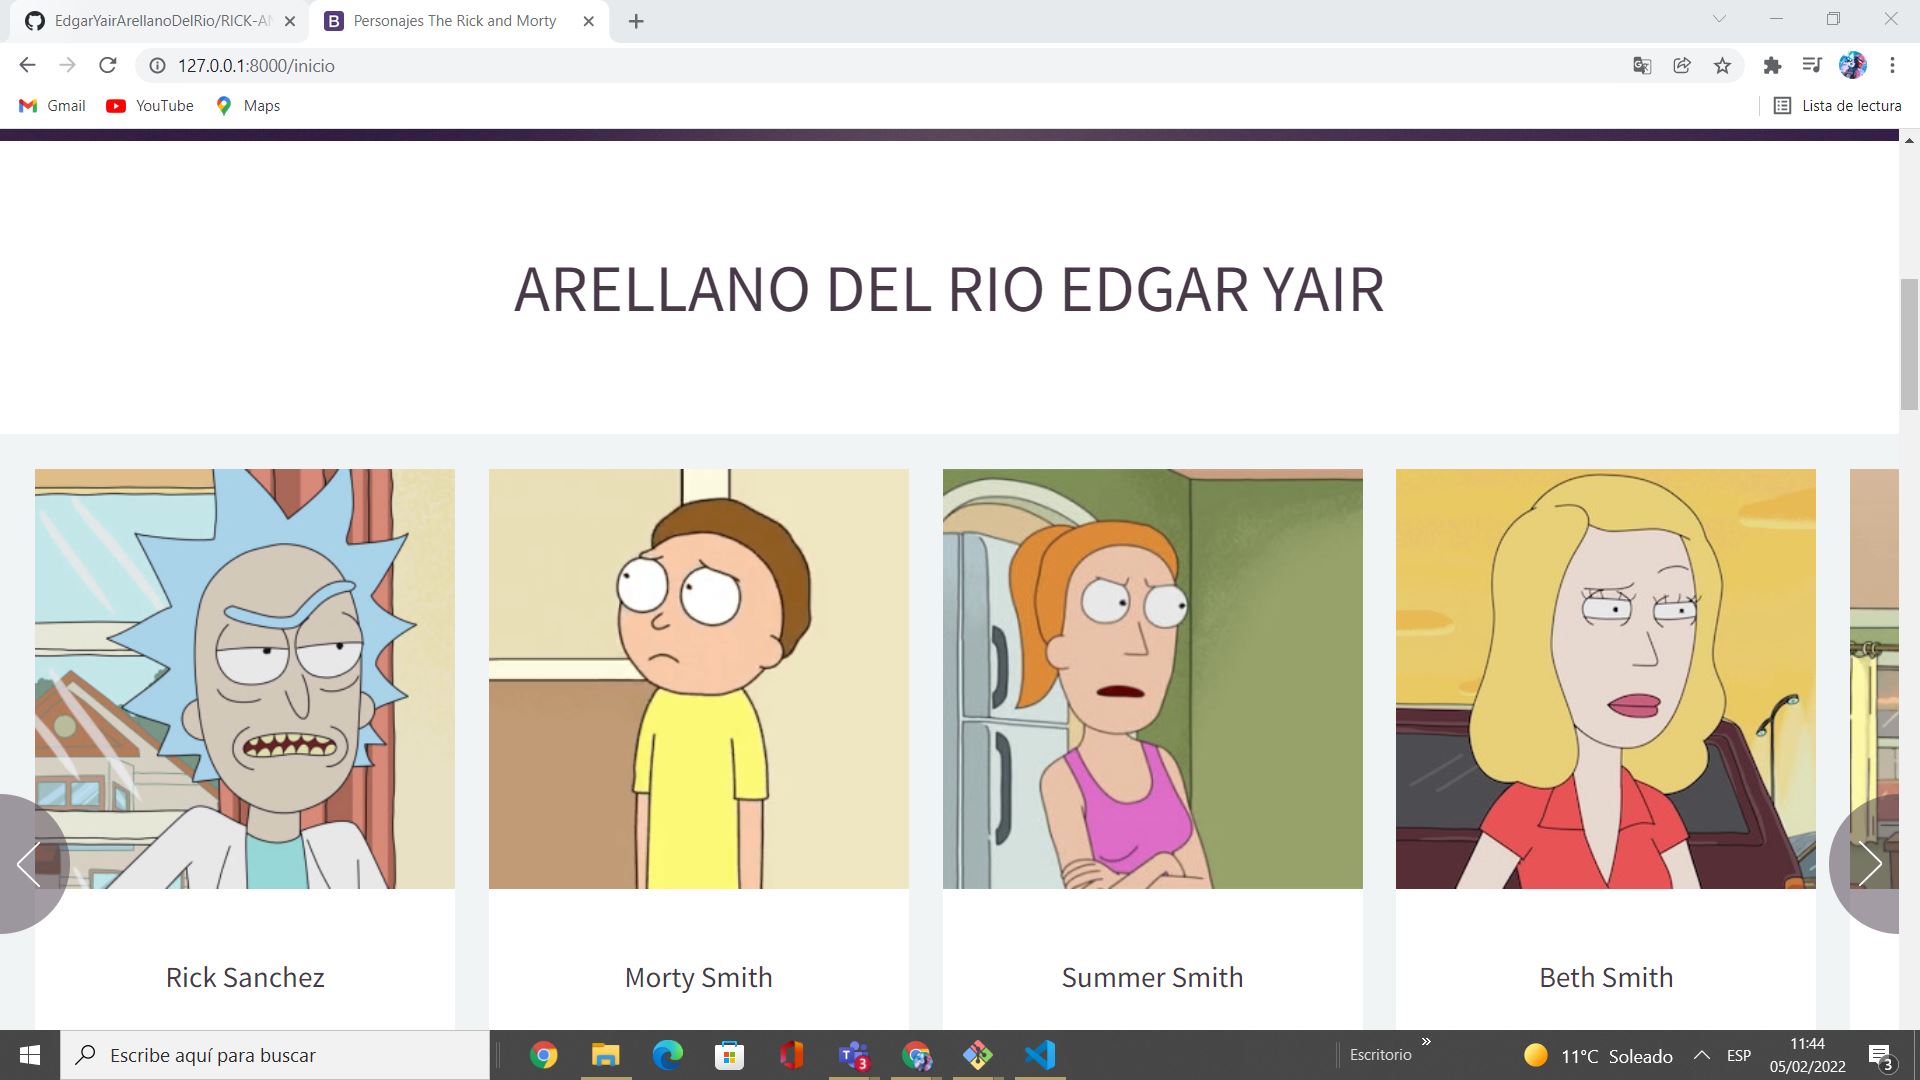 EdgarYairArellanoDelRio/RICK-AN
B Personajes The Rick and Morty
127.0.0.1:8000/inicio
Gmail YouTube Maps Lista de lectura
ARELLANO DEL RIO EDGAR YAIR
Rick Sanchez Morty Smith Summer Smith Beth Smith
Escribe aquí para buscar
3
Escritorio
»
11°C Soleado
ESP
11:44
05/02/2022
3